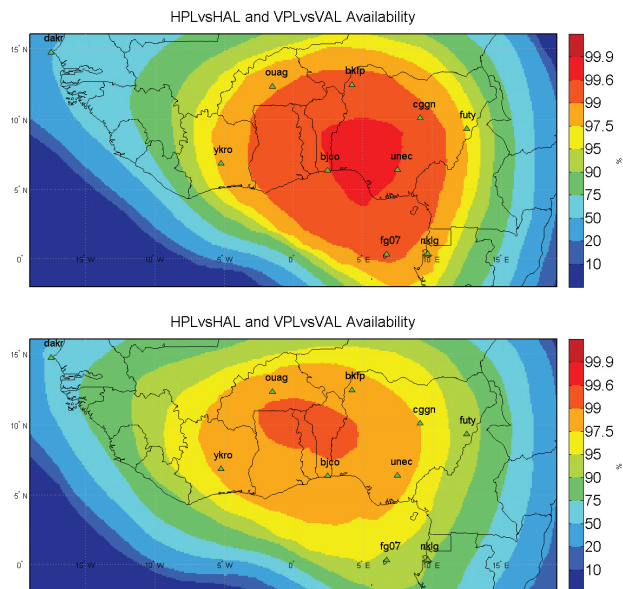 HPLvsHAL and VPLvsVAL Availability
15°N
10°N
5°N
0°
15°W
10°W
5°W
0°
5°E
10°E
15°E
dakr
ouag
bkfp
cggn
futy
ykro
bjco
unec
fg07
nklg
99.9
99.6
99
97.5
95
90
75
50
20
10
%
HPLvsHAL and VPLvsVAL Availability
15°N
10°N
5°N
0°
15°W
10°W
5°W
0°
5°E
10°E
15°E
dakr
ouag
bkfp
cggn
futy
ykro
bjco
unec
fg07
nklg
99.9
99.6
99
97.5
95
90
75
50
20
10
%